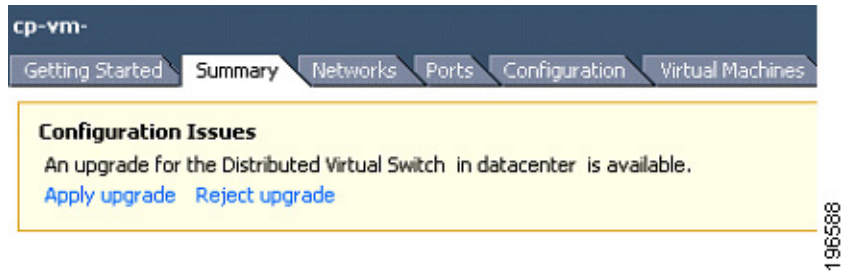 cp-vm-
Getting Started Summary Networks Ports Configuration Virtual Machines
Configuration Issues
An upgrade for the Distributed Virtual Switch in datacenter is available.
Apply upgrade Reject upgrade
196588